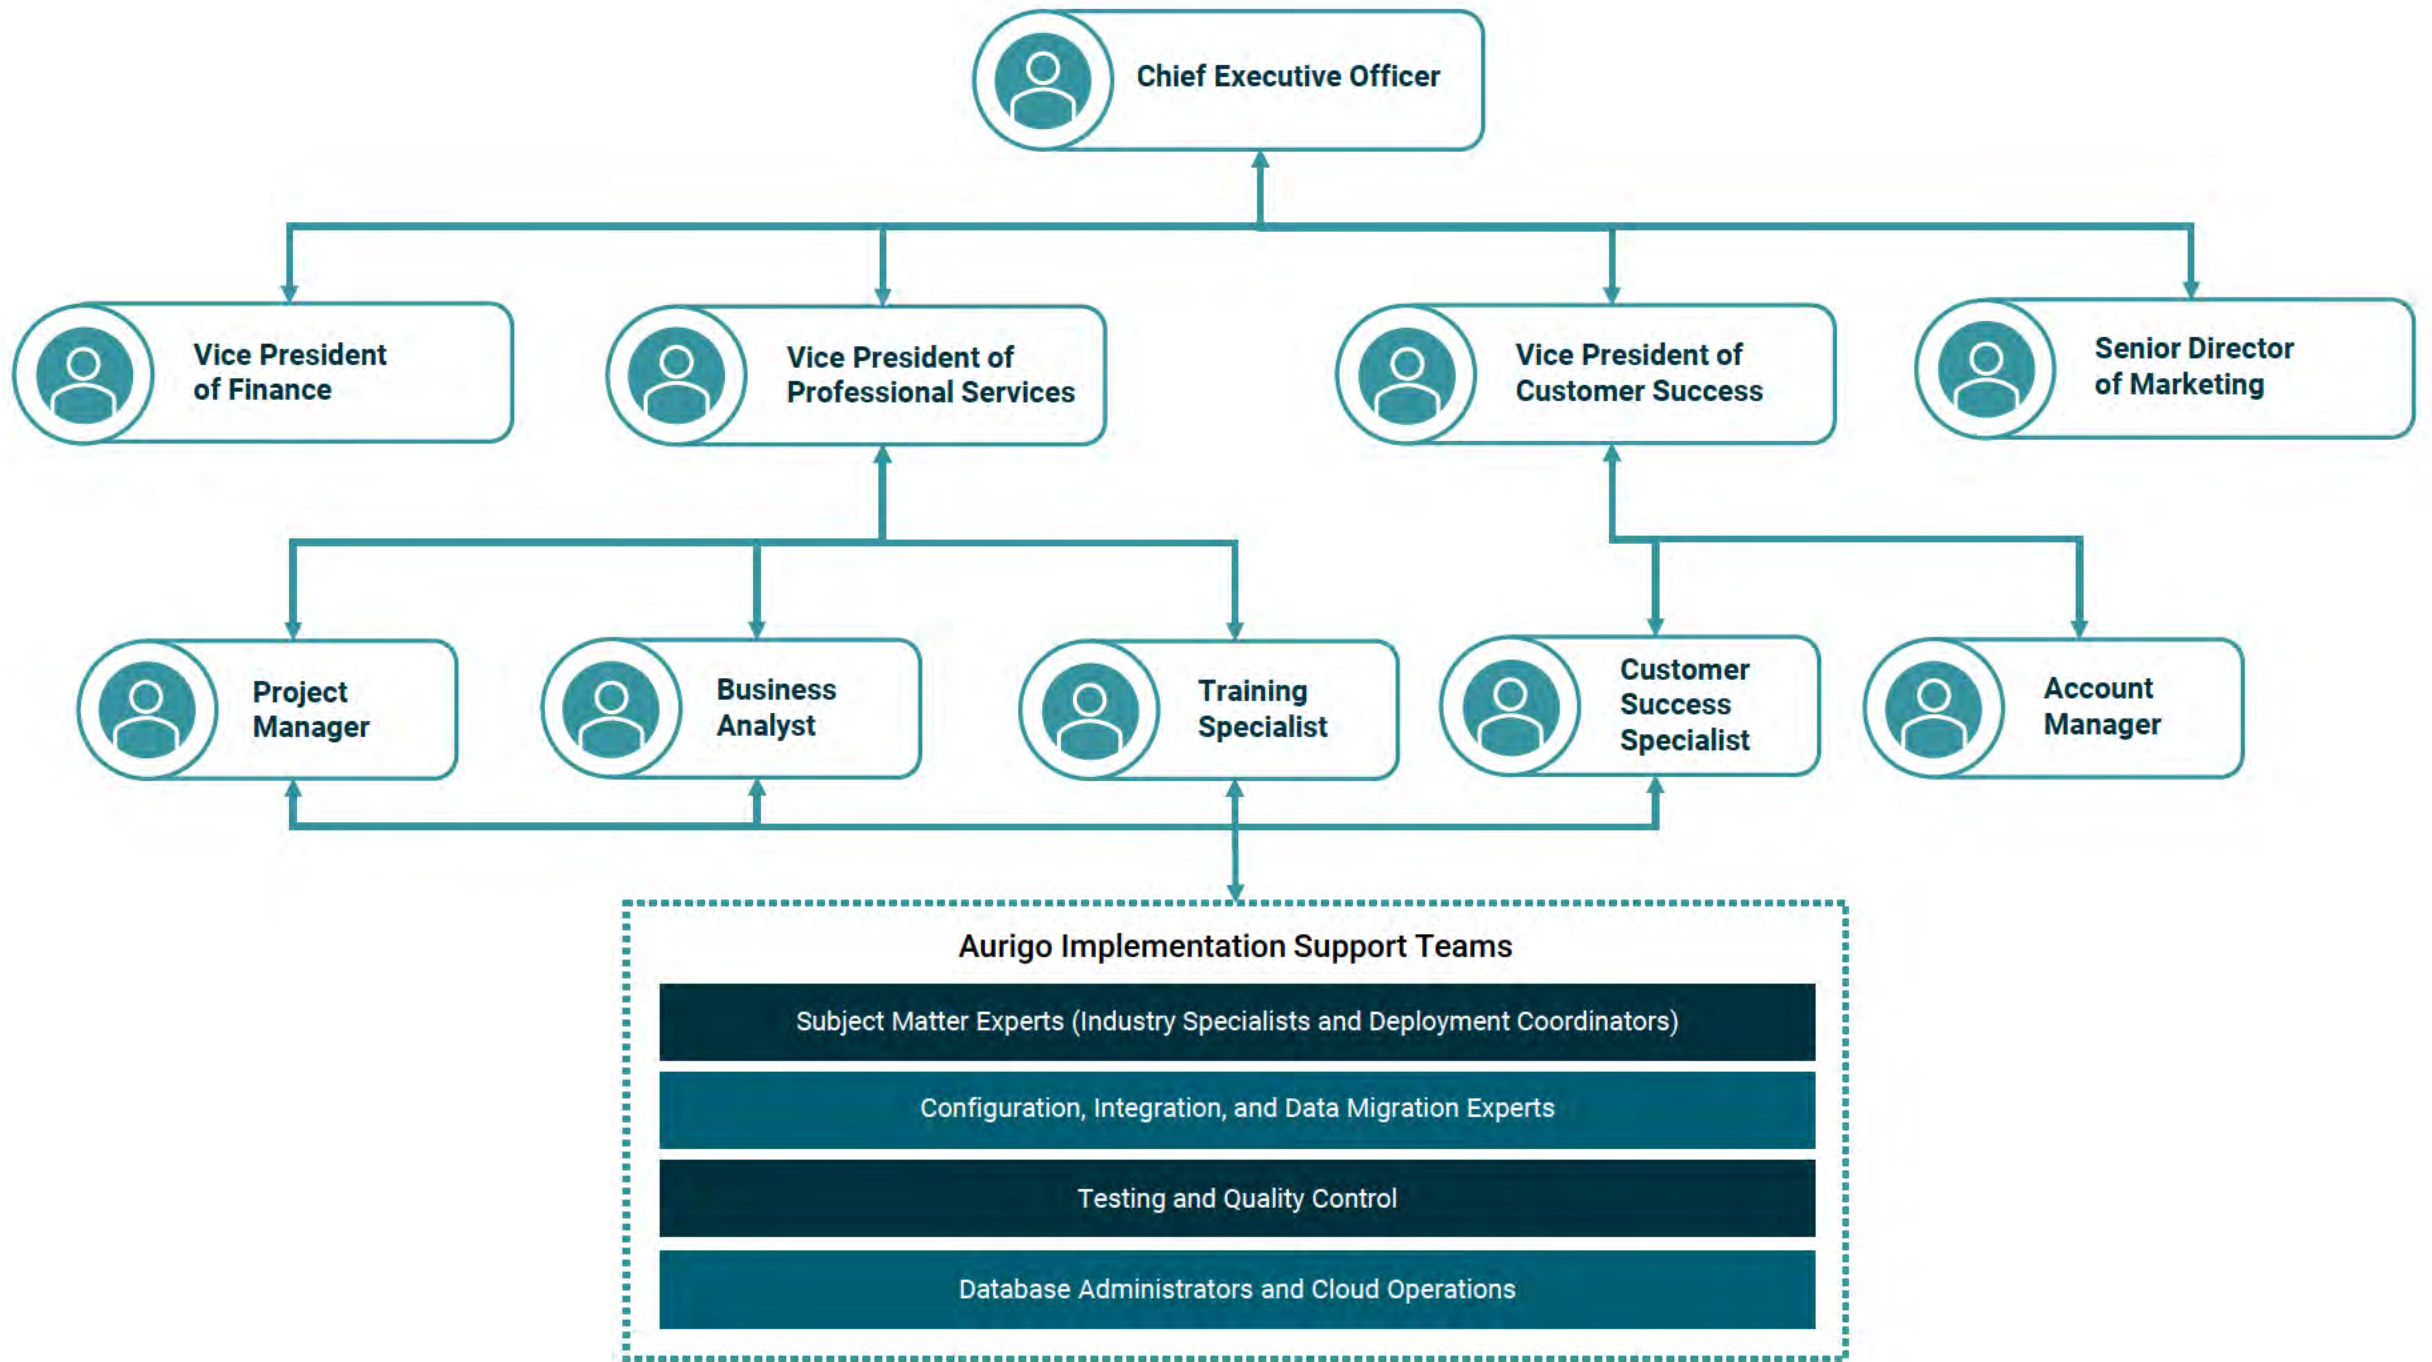 Chief Executive Officer
Vice President
of Finance
Vice President of
Professional Services
Vice President of
Customer Success
Senior Director
of Marketing
Project
Manager
Business
Analyst
Training
Specialist
Customer
Success
Specialist
Account
Manager
Aurigo Implementation Support Teams
Subject Matter Experts (Industry Specialists and Deployment Coordinators)
Configuration, Integration, and Data Migration Experts
Testing and Quality Control
Database Administrators and Cloud Operations